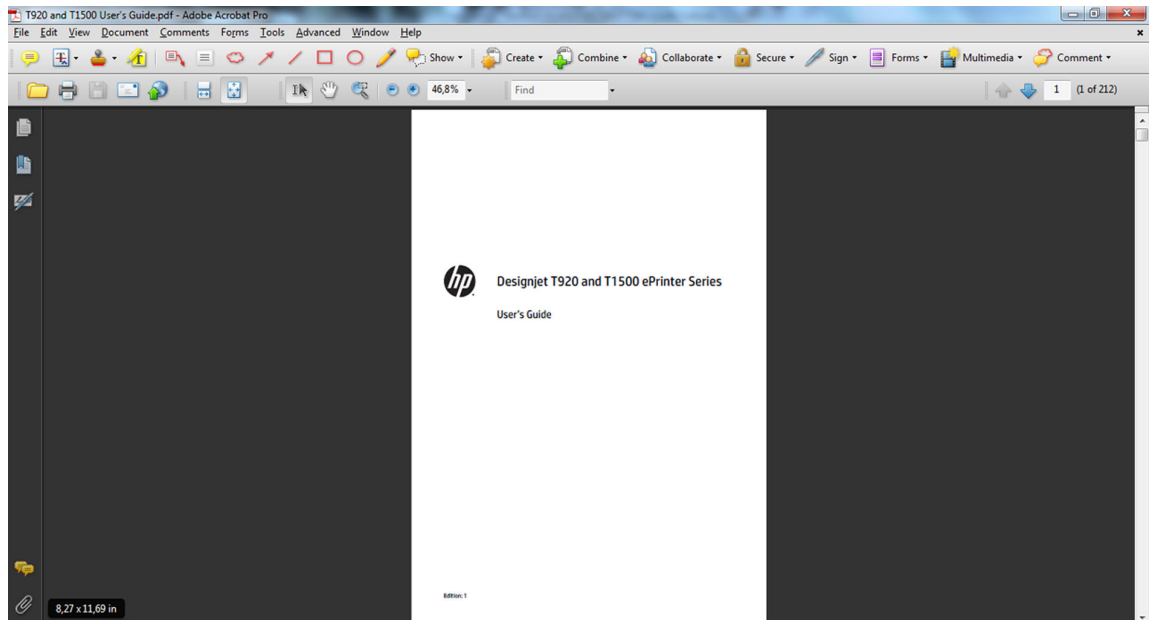 T920 and T1500 User's Guide.pdf - Adobe Acrobat Pro
File Edit View Document Comments Forms Tools Advanced Window Help
Show Create Combine Collaborate Secure Sign Forms Multimedia Comment
46,8% Find 1 (1 of 212)
hp Designjet T920 and T1500 ePrinter Series
User's Guide
Edition: 1
8,27 x 11,69 in